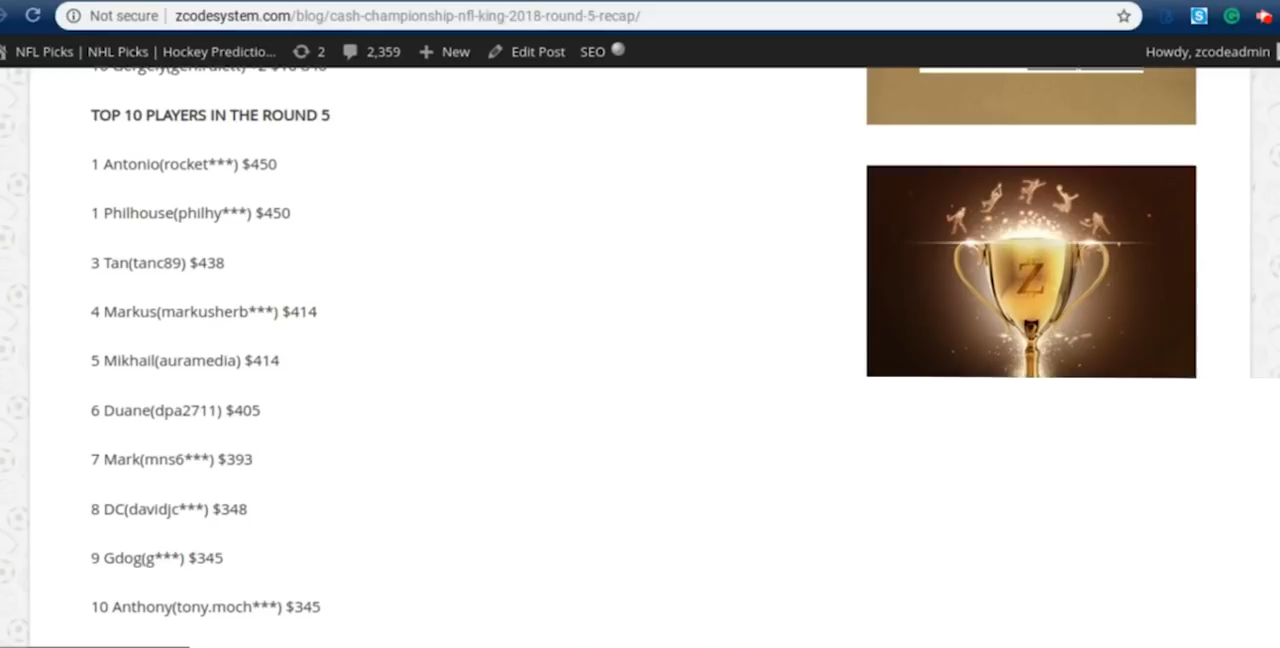 Not secure | zcodesystem.com/blog/cash-championship-nfl-king-2018-round-5-recap/
NFL Picks | NHL Picks | Hockey Predictio... 2 2,359 + New Edit Post SEO Howdy, zcodeadmin
TOP 10 PLAYERS IN THE ROUND 5
1 Antonio(rocket***) $450
1 Philhouse(philhy***) $450
3 Tan(tanc89) $438
4 Markus(markusherb***) $414
5 Mikhail(auramedia) $414
6 Duane(dpa2711) $405
7 Mark(mns6***) $393
8 DC(davidjc***) $348
9 Gdog(g***) $345
10 Anthony(tony.moch***) $345
Z